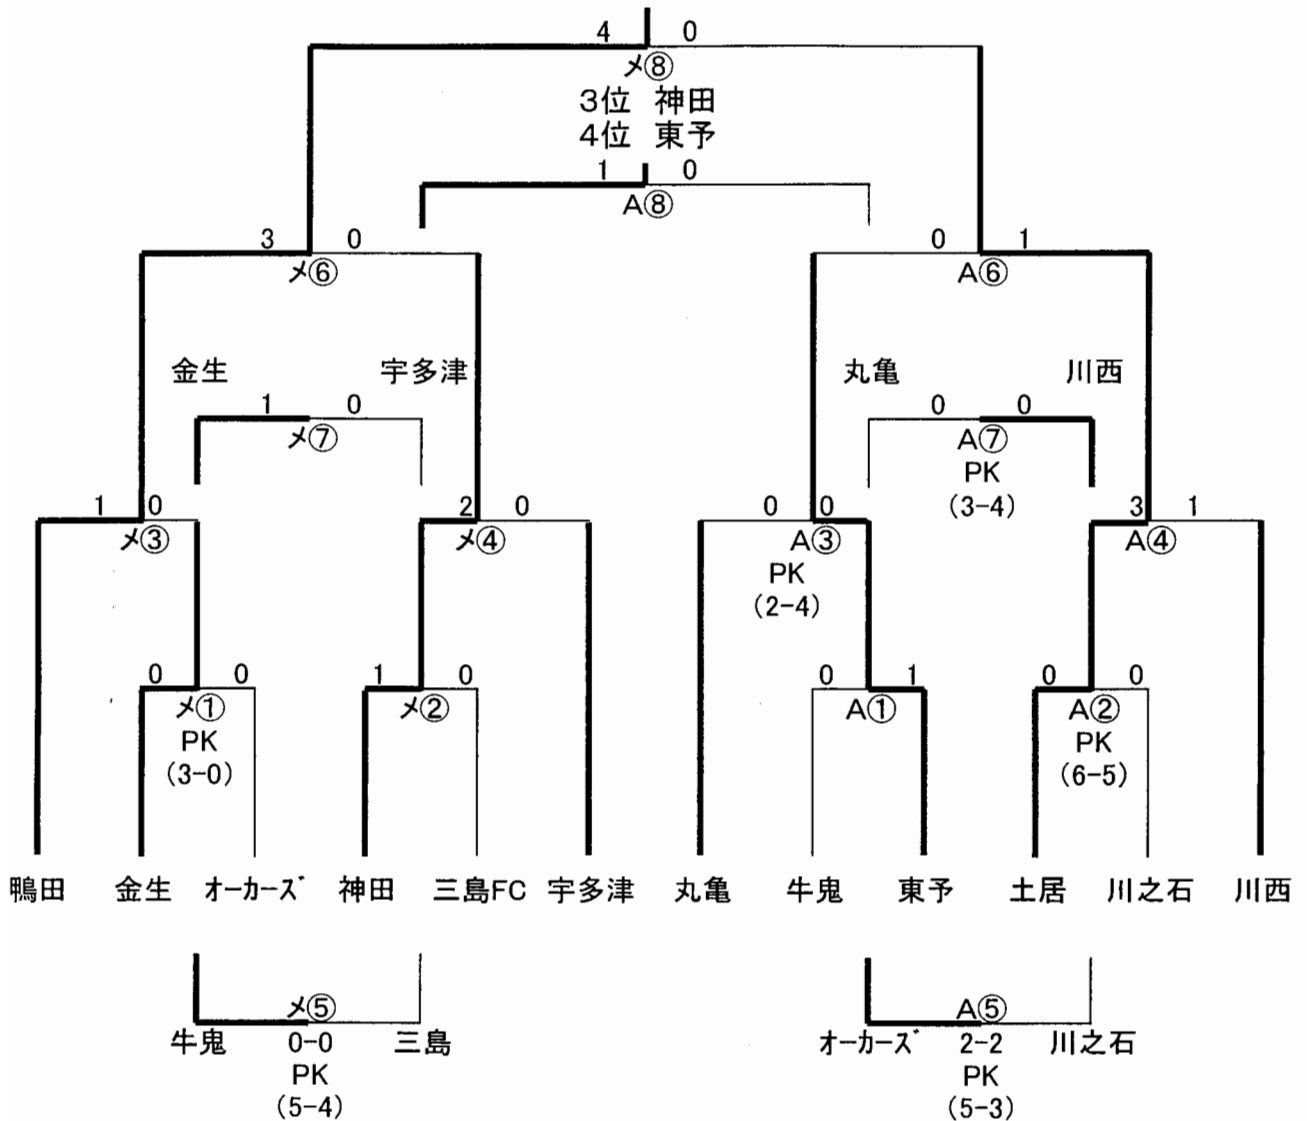 4 0
メ⑧
3位 神田
4位 東予
1 0
A⑧
3 0
メ⑥
0 1
A⑥
金生 宇多津
丸亀 川西
1 0
メ⑦
0 0
A⑦
PK
(3-4)
1 0
メ③
2 0
メ④
0 0
A③
PK
(2-4)
3 1
A④
0 0
メ①
PK
(3-0)
1 0
メ②
0 1
A①
0 0
A②
PK
(6-5)
鴨田 金生 オーカーズ 神田 三島FC 宇多津 丸亀 牛鬼 東予 土居 川之石 川西
メ⑤
牛鬼 0-0 三島
PK
(5-4)
A⑤
オーカーズ 2-2 川之石
PK
(5-3)